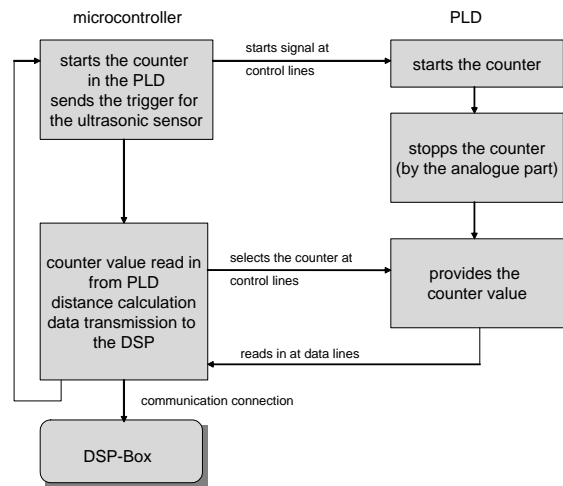 microcontroller
PLD
starts the counter
in the PLD
sends the trigger for
the ultrasonic sensor
starts signal at
control lines
starts the counter
stopps the counter
(by the analogue part)
counter value read in
from PLD
distance calculation
data transmission to
the DSP
selects the counter at
control lines
provides the
counter value
reads in at data lines
communication connection
DSP-Box